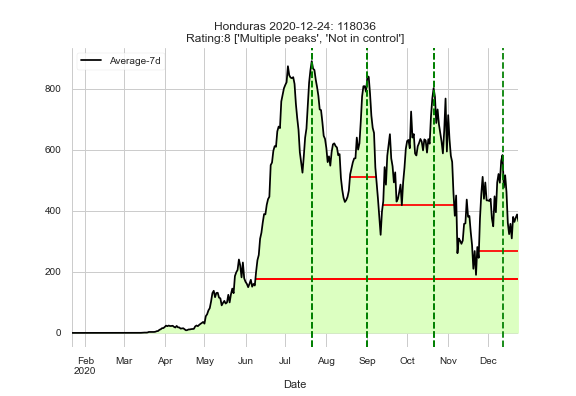 Honduras 2020-12-24: 118036
Rating:8 ['Multiple peaks', 'Not in control']
Average-7d
800
600
400
200
0
Feb Mar Apr May Jun Jul Aug Sep Oct Nov Dec
2020
Date